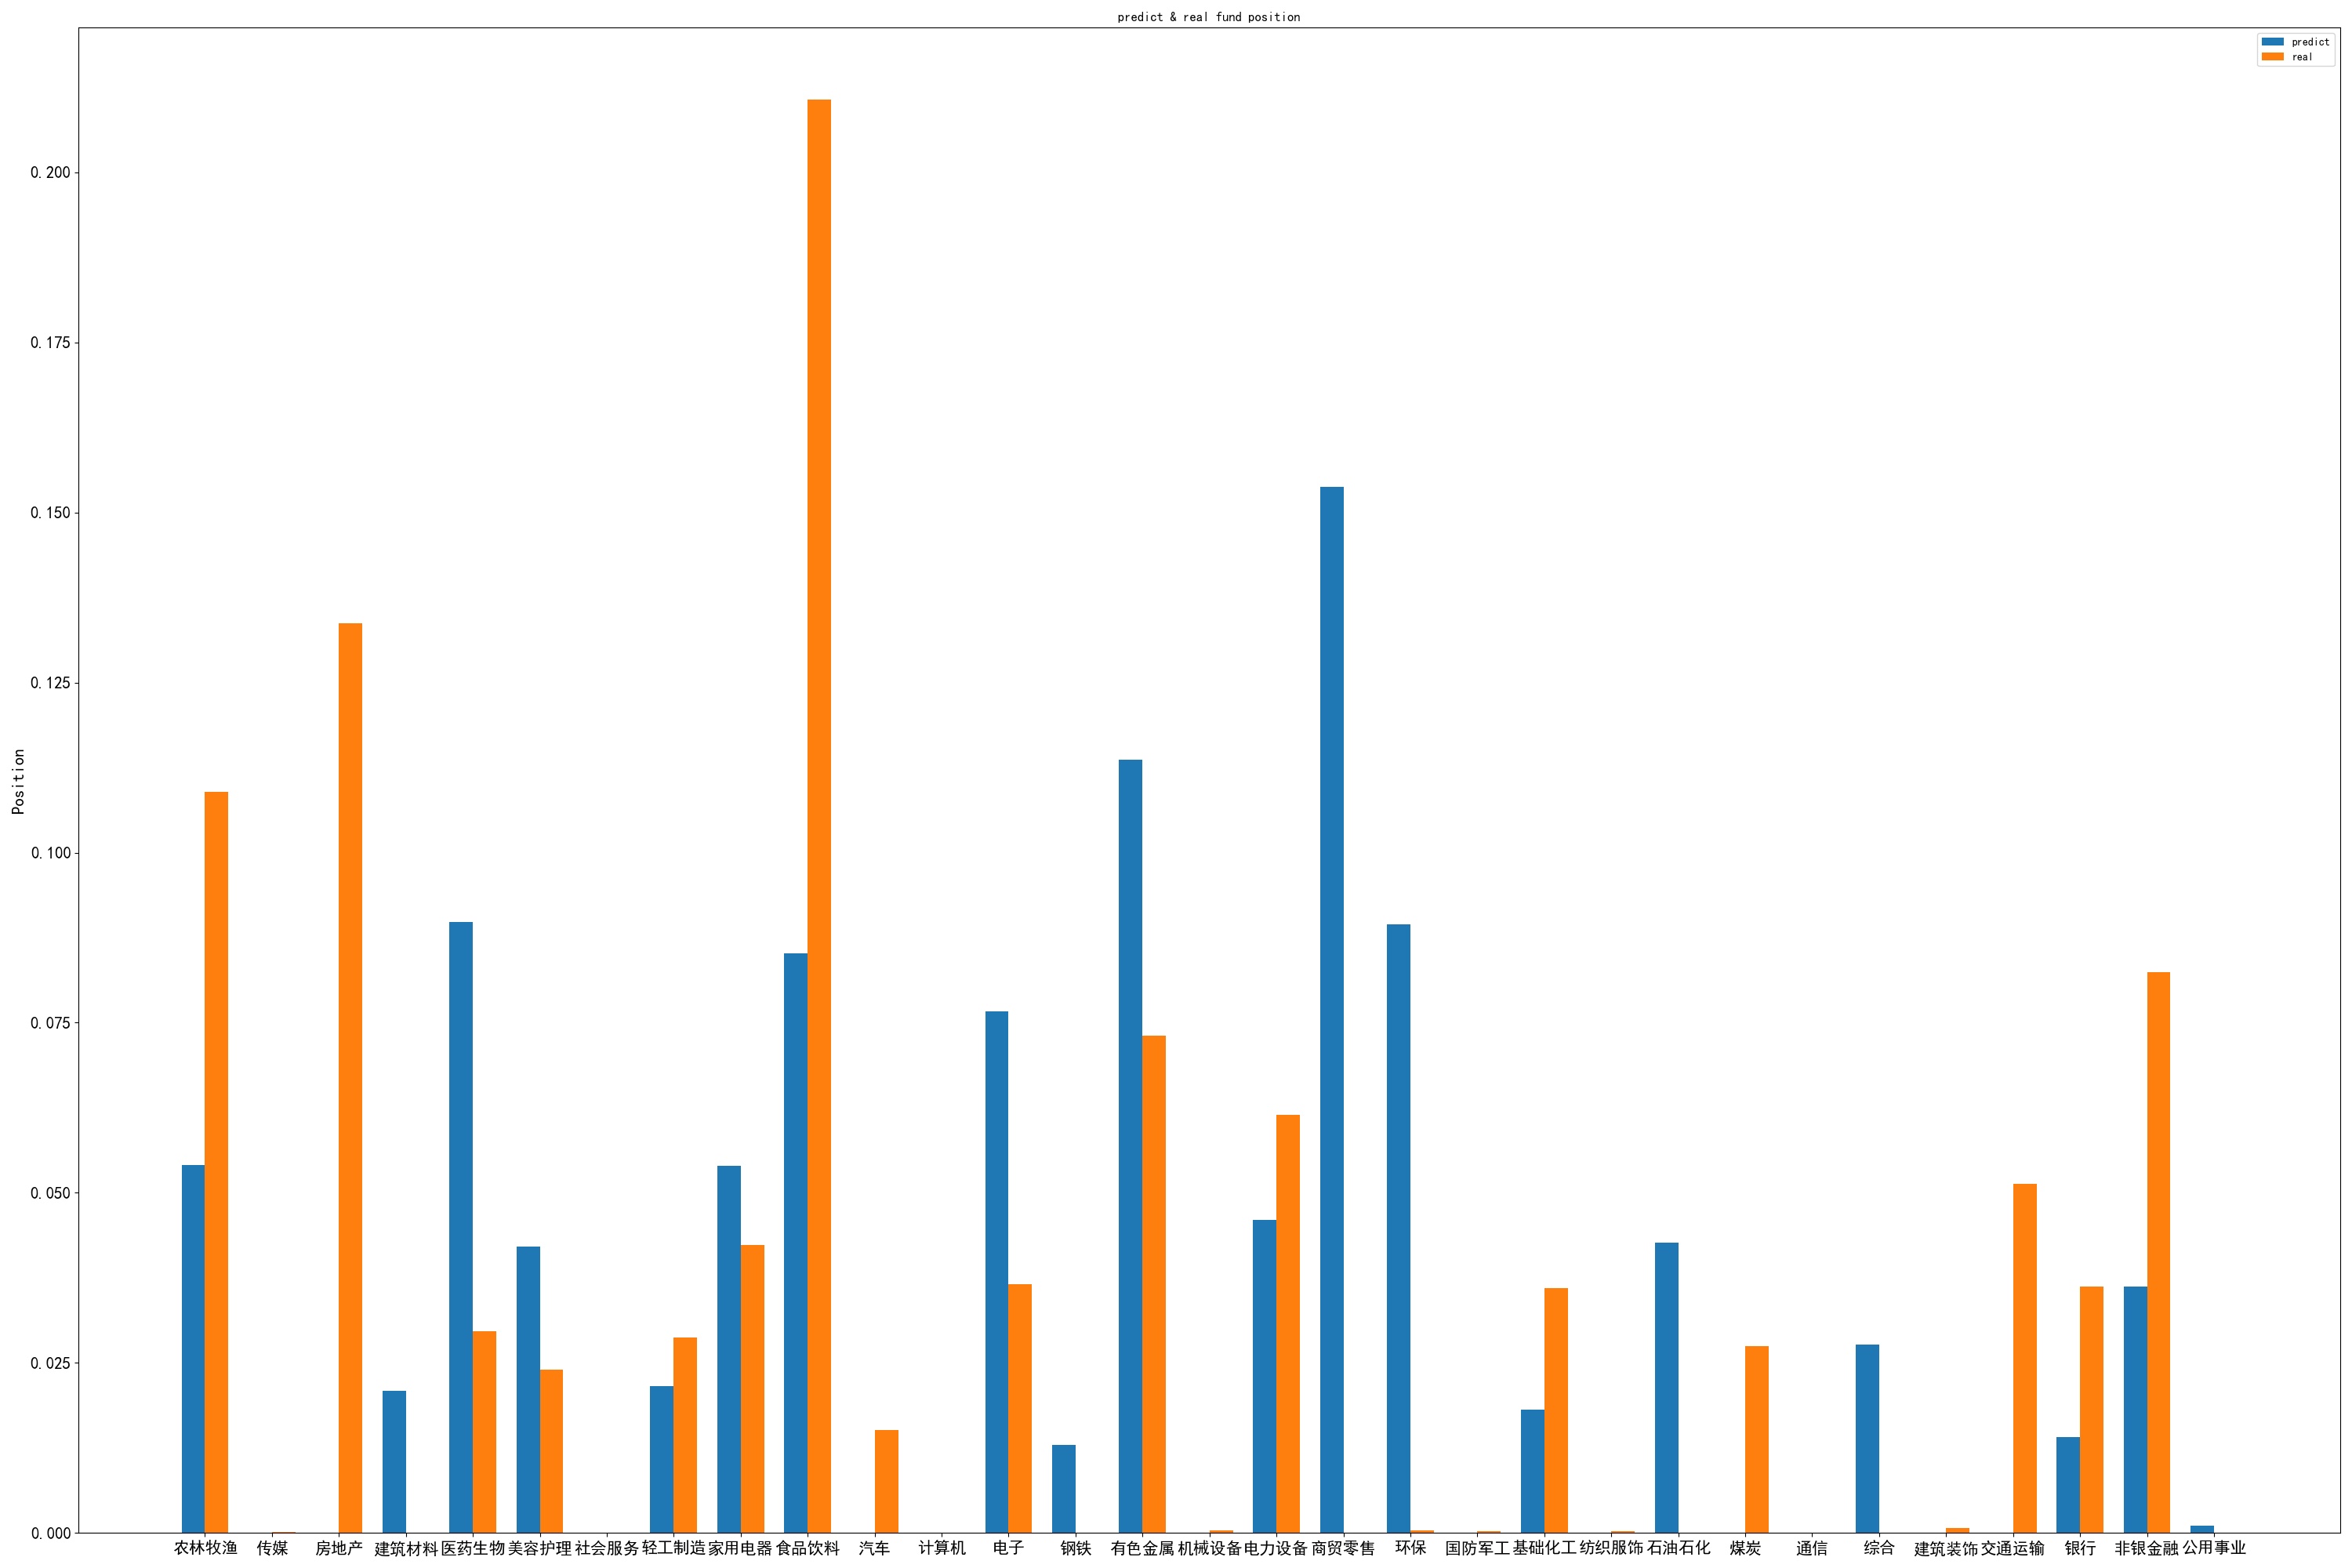 predict & real fund position
predict
real
Position
0.200
0.175
0.150
0.125
0.100
0.075
0.050
0.025
0.000
农林牧渔 传媒 房地产 建筑材料 医药生物 美容护理 社会服务 轻工制造 家用电器 食品饮料 汽车 计算机 电子 钢铁 有色金属 机械设备 电力设备 商贸零售 环保 国防军工 基础化工 纺织服饰 石油石化 煤炭 通信 综合 建筑装饰 交通运输 银行 非银金融 公用事业